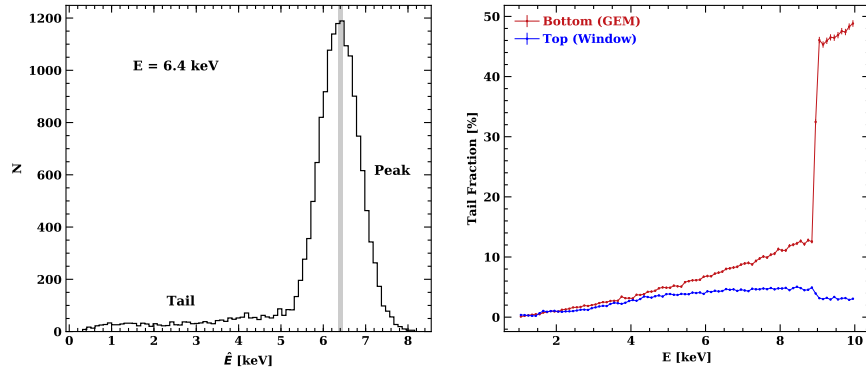 1200
1000
800
600
400
200
0
N
E = 6.4 keV
Peak
Tail
0 1 2 3 4 5 6 7 8
Ê [keV]
50
40
30
20
10
0
Tail Fraction [%]
Bottom (GEM)
Top (Window)
2 4 6 8 10
E [keV]